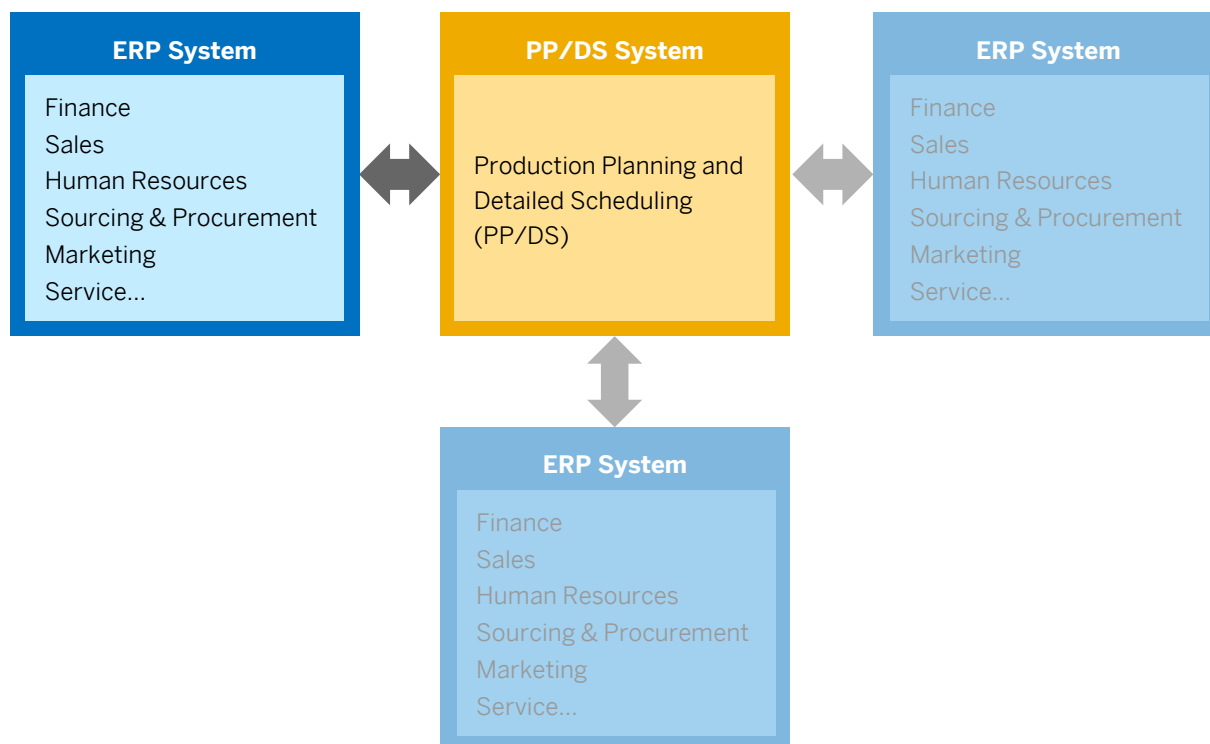 ERP System
Finance
Sales
Human Resources
Sourcing & Procurement
Marketing
Service...
PP/DS System
Production Planning and
Detailed Scheduling
(PP/DS)
ERP System
Finance
Sales
Human Resources
Sourcing & Procurement
Marketing
Service...
ERP System
Finance
Sales
Human Resources
Sourcing & Procurement
Marketing
Service...